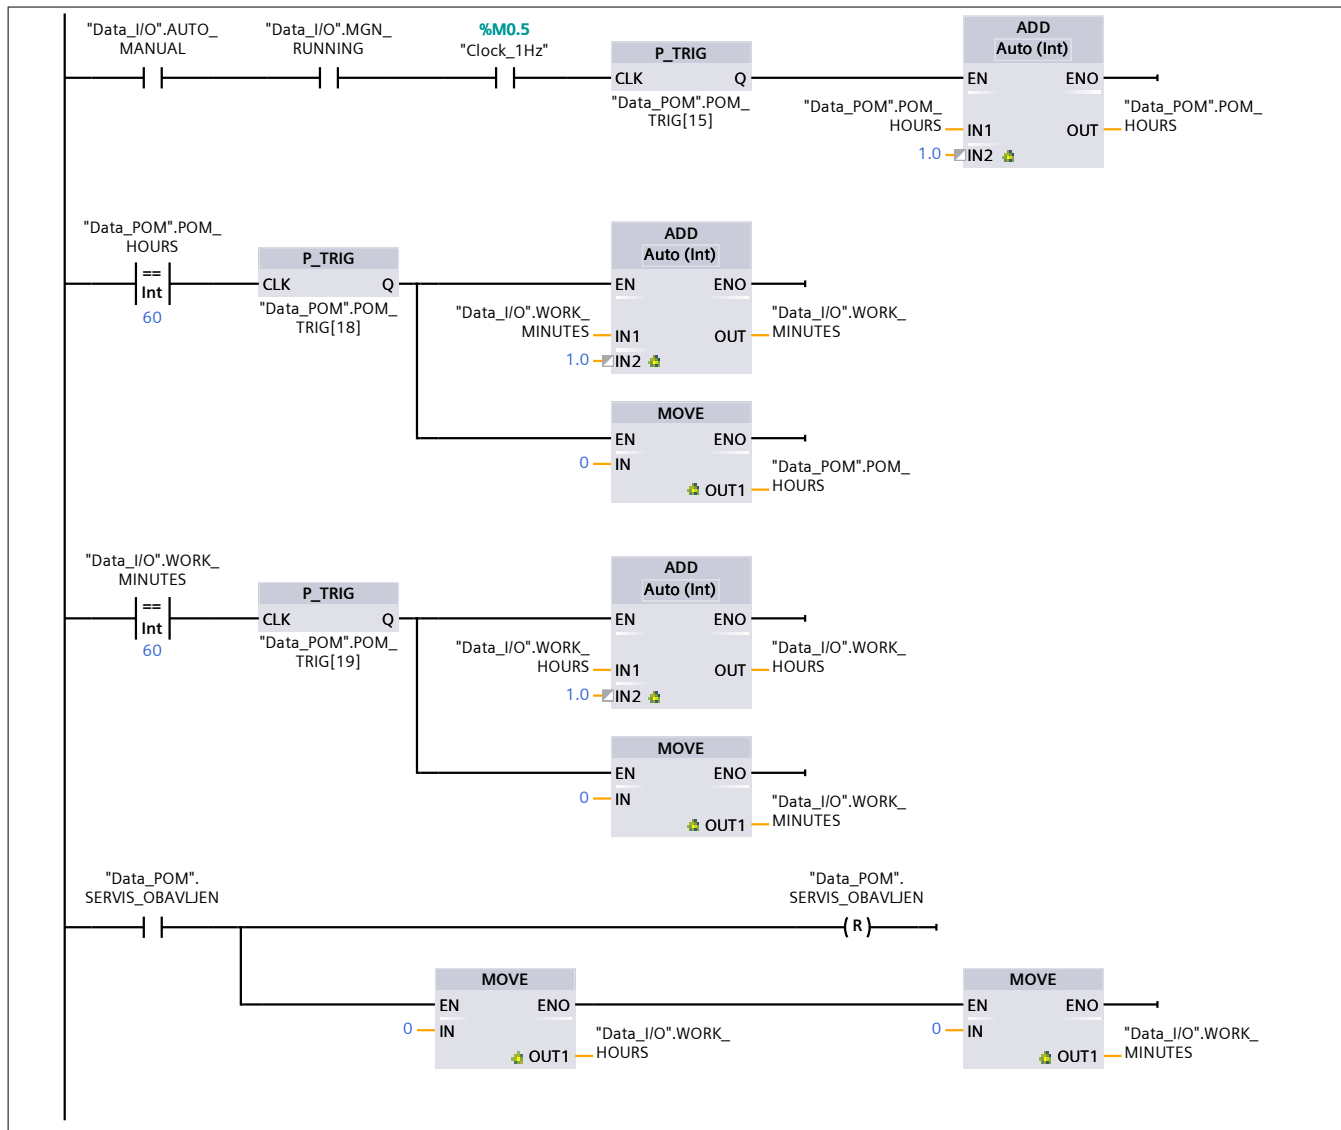 "Data_I/O".AUTO_
MANUAL
"Data_I/O".MGN_
RUNNING
%M0.5
"Clock_1Hz"
P_TRIG
CLK Q
"Data_POM".POM_
TRIG[15]
ADD
Auto (Int)
EN ENO
"Data_POM".POM_
HOURS
IN1
OUT
"Data_POM".POM_
HOURS
1.0
IN2
"Data_POM".POM_
HOURS
==
Int
60
P_TRIG
CLK Q
"Data_POM".POM_
TRIG[18]
ADD
Auto (Int)
EN ENO
"Data_I/O".WORK_
MINUTES
IN1
OUT
"Data_I/O".WORK_
MINUTES
1.0
IN2
MOVE
EN ENO
0
IN
OUT1
"Data_POM".POM_
HOURS
"Data_I/O".WORK_
MINUTES
==
Int
60
P_TRIG
CLK Q
"Data_POM".POM_
TRIG[19]
ADD
Auto (Int)
EN ENO
"Data_I/O".WORK_
HOURS
IN1
OUT
"Data_I/O".WORK_
HOURS
1.0
IN2
MOVE
EN ENO
0
IN
OUT1
"Data_I/O".WORK_
MINUTES
"Data_POM".
SERVIS_OBAVLJEN
"Data_POM".
SERVIS_OBAVLJEN
R
MOVE
EN ENO
0
IN
OUT1
"Data_I/O".WORK_
HOURS
MOVE
EN ENO
0
IN
OUT1
"Data_I/O".WORK_
MINUTES